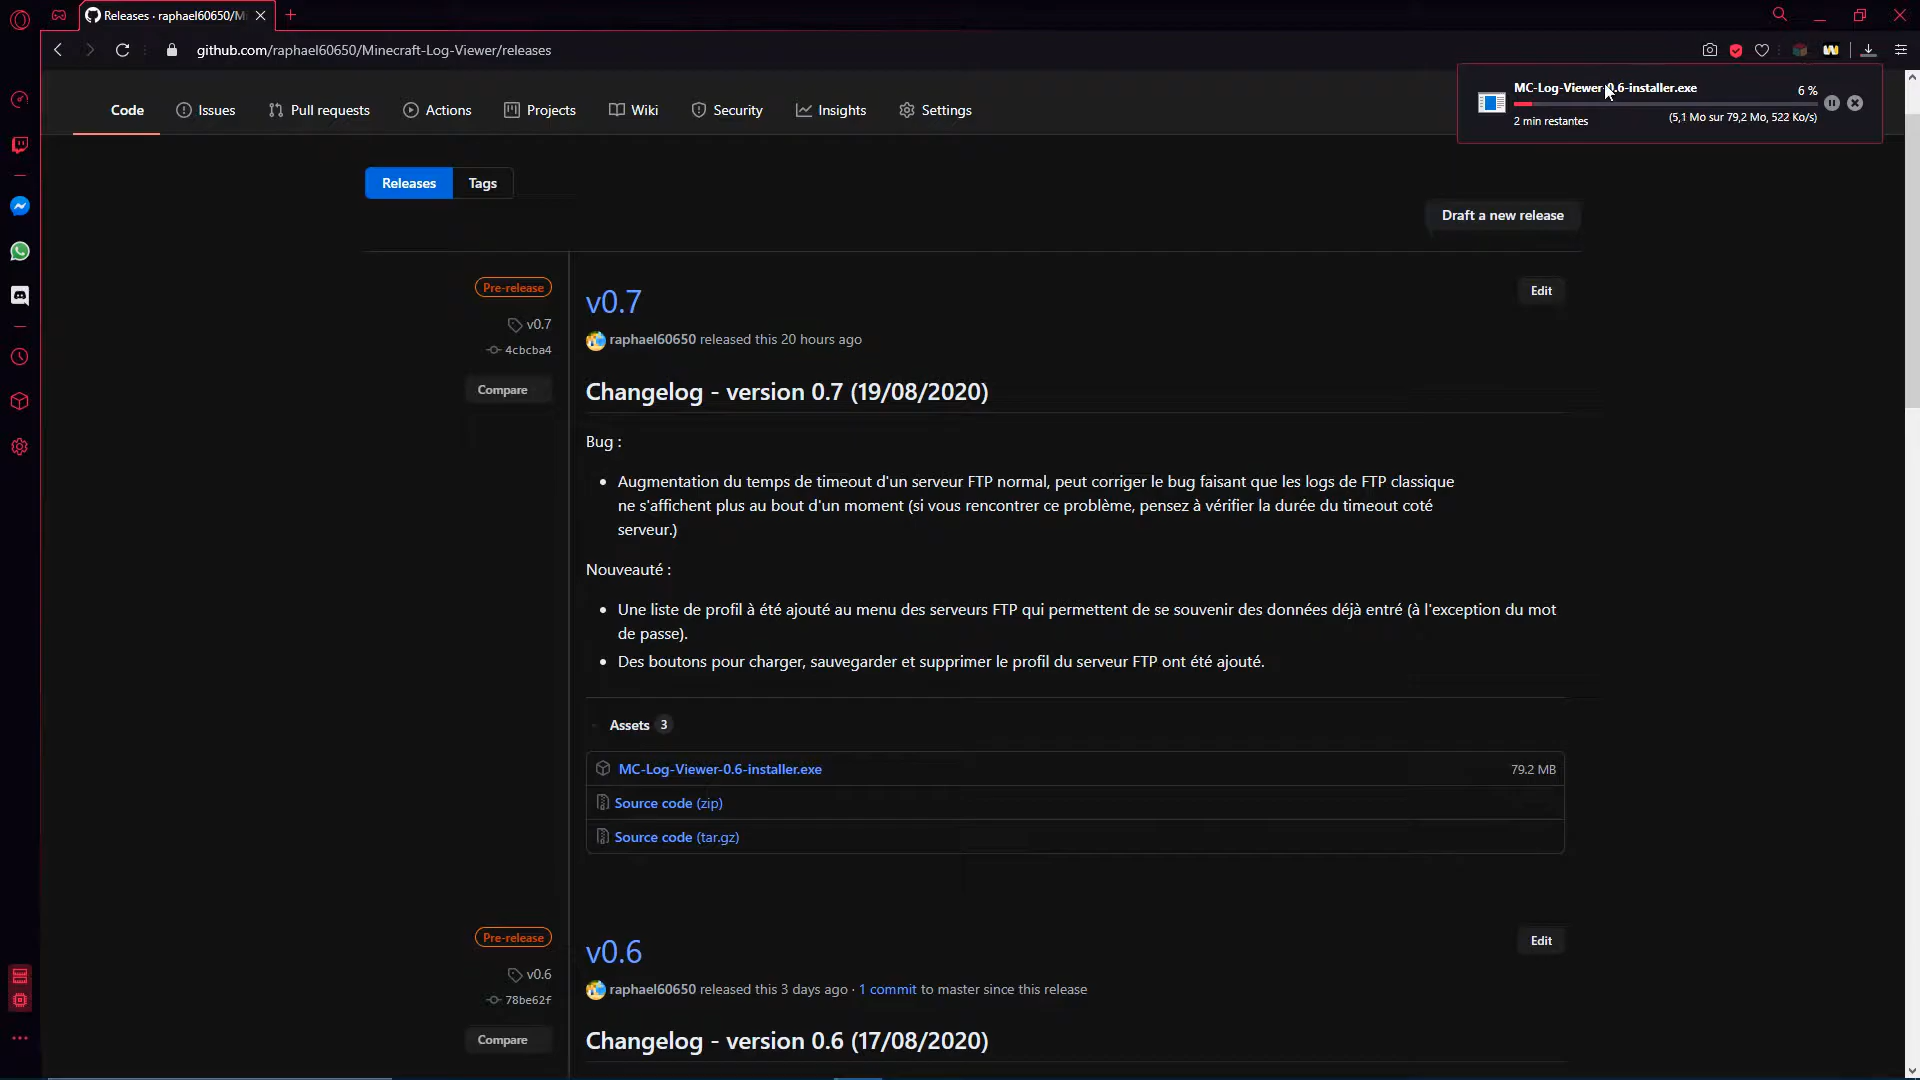 Releases · raphael60650/M
github.com/raphael60650/Minecraft-Log-Viewer/releases
MC-Log-Viewer-0.6-installer.exe
6 %
2 min restantes
(5,1 Mo sur 79,2 Mo, 522 Ko/s)
Code
Issues
Pull requests
Actions
Projects
Wiki
Security
Insights
Settings
Releases
Tags
Draft a new release
Pre-release
v0.7
4cbcba4
Compare
v0.7
Edit
raphael60650 released this 20 hours ago
Changelog - version 0.7 (19/08/2020)
Bug :
Augmentation du temps de timeout d'un serveur FTP normal, peut corriger le bug faisant que les logs de FTP classique
ne s'affichent plus au bout d'un moment (si vous rencontrer ce problème, pensez à vérifier la durée du timeout coté
serveur.)
Nouveauté :
Une liste de profil à été ajouté au menu des serveurs FTP qui permettent de se souvenir des données déjà entré (à l'exception du mot
de passe).
Des boutons pour charger, sauvegarder et supprimer le profil du serveur FTP ont été ajouté.
Assets 3
MC-Log-Viewer-0.6-installer.exe
79.2 MB
Source code (zip)
Source code (tar.gz)
Pre-release
v0.6
78be62f
Compare
v0.6
Edit
raphael60650 released this 3 days ago · 1 commit to master since this release
Changelog - version 0.6 (17/08/2020)